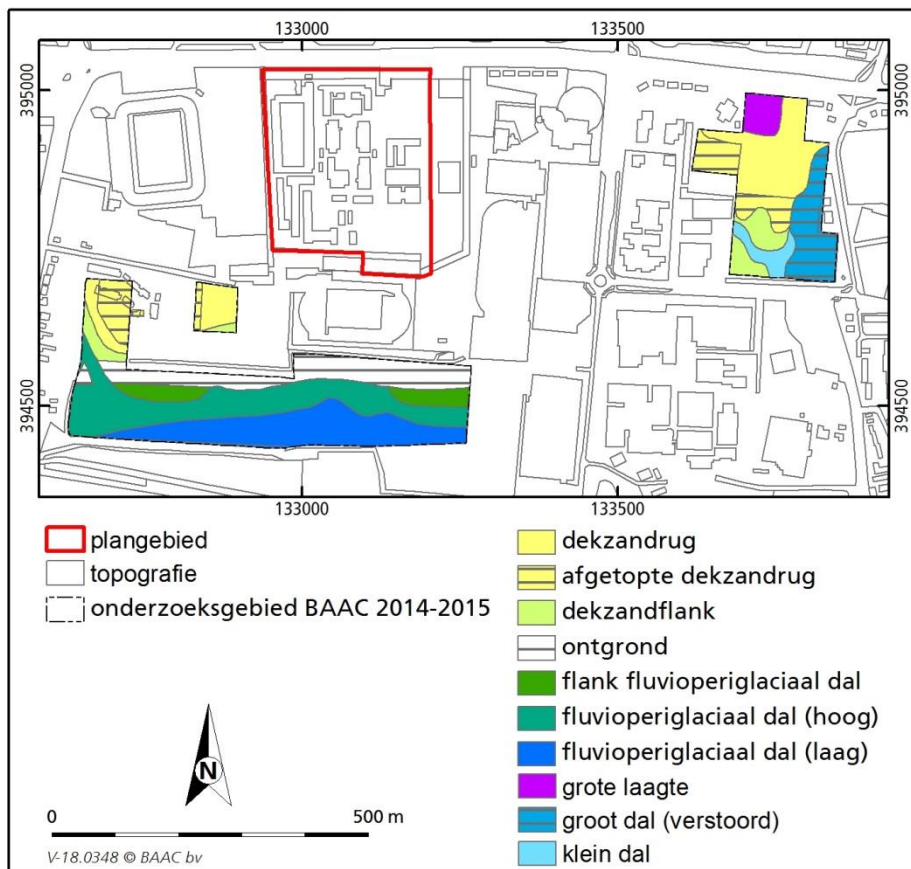 133000 133500
395000 395000
394500 394500
133000 133500
plangebied
topografie
onderzoeksgebied BAAC 2014-2015
dekzandrug
afgetopte dekzandrug
dekzandflank
ontgrond
flank fluvioperiglaciaal dal
fluvioperiglaciaal dal (hoog)
fluvioperiglaciaal dal (laag)
grote laagte
groot dal (verstoord)
klein dal
N
0 500 m
V-18.0348 © BAAC bv